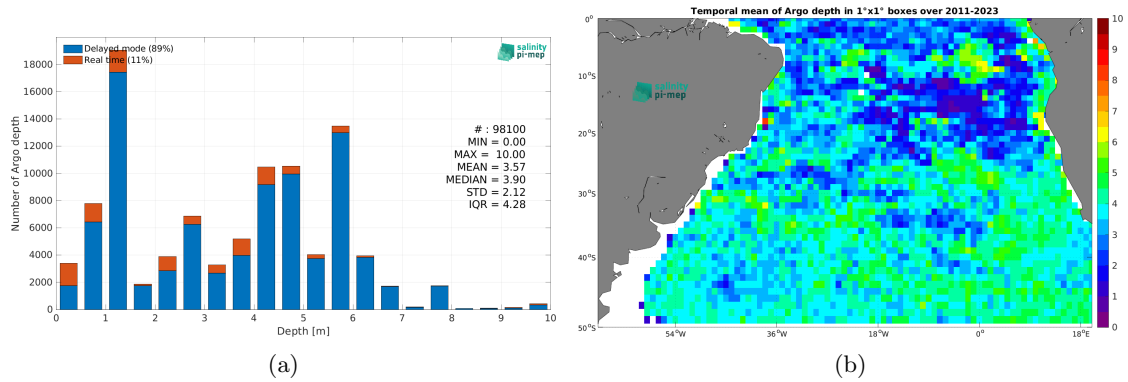 Delayed mode (89%)
Real time (11%)
salinity
pi-mep
18000
16000
14000
12000
10000
8000
6000
4000
2000
0
Number of Argo depth
# : 98100
MIN = 0.00
MAX = 10.00
MEAN = 3.57
MEDIAN = 3.90
STD = 2.12
IQR = 4.28
0 1 2 3 4 5 6 7 8 9 10
Depth [m]
(a)
Temporal mean of Argo depth in 1°x1° boxes over 2011-2023
0°
10°S
20°S
30°S
40°S
50°S
salinity
pi-mep
54°W 36°W 18°W 0° 18°E
10
9
8
7
6
5
4
3
2
1
0
(b)